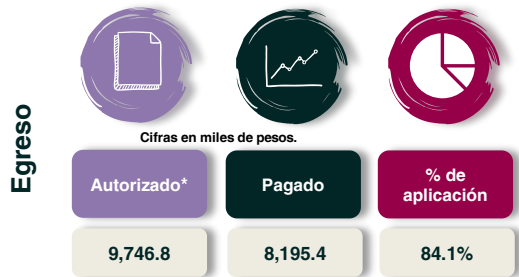 Egreso
Cifras en miles de pesos.
Autorizado*
Pagado
% de
aplicación
9,746.8
8,195.4
84.1%